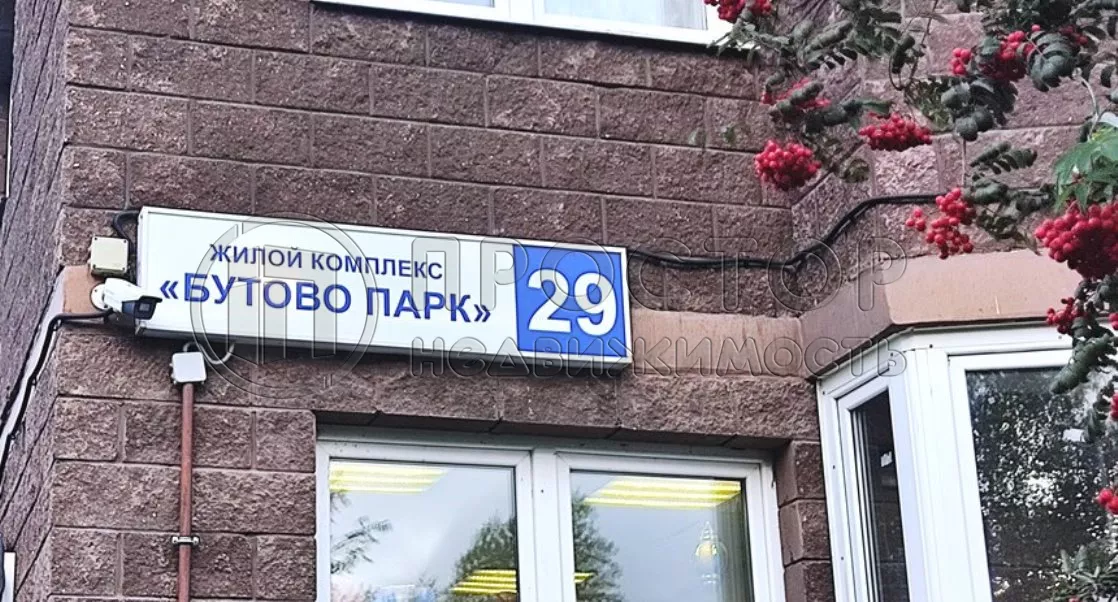 ЖИЛОЙ КОМПЛЕКС
«БУТОВО ПАРК»
29
ПРОСТОР
НЕДВИЖИМОСТЬ